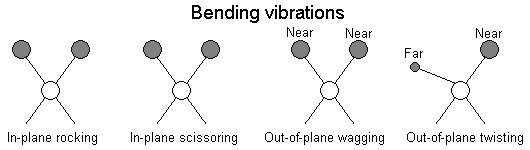 Bending vibrations
Near Near
Far Near
In-plane rocking In-plane scissoring Out-of-plane wagging Out-of-plane twisting